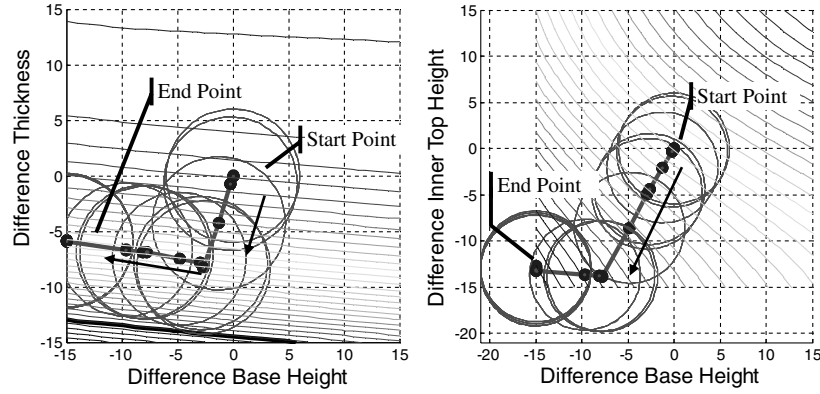 15
10
5
0
-5
-10
-15
Difference Thickness
End Point
Start Point
-15 -10 -5 0 5 10 15
Difference Base Height
15
10
5
0
-5
-10
-15
-20
Difference Inner Top Height
Start Point
End Point
-20 -15 -10 -5 0 5 10 15
Difference Base Height